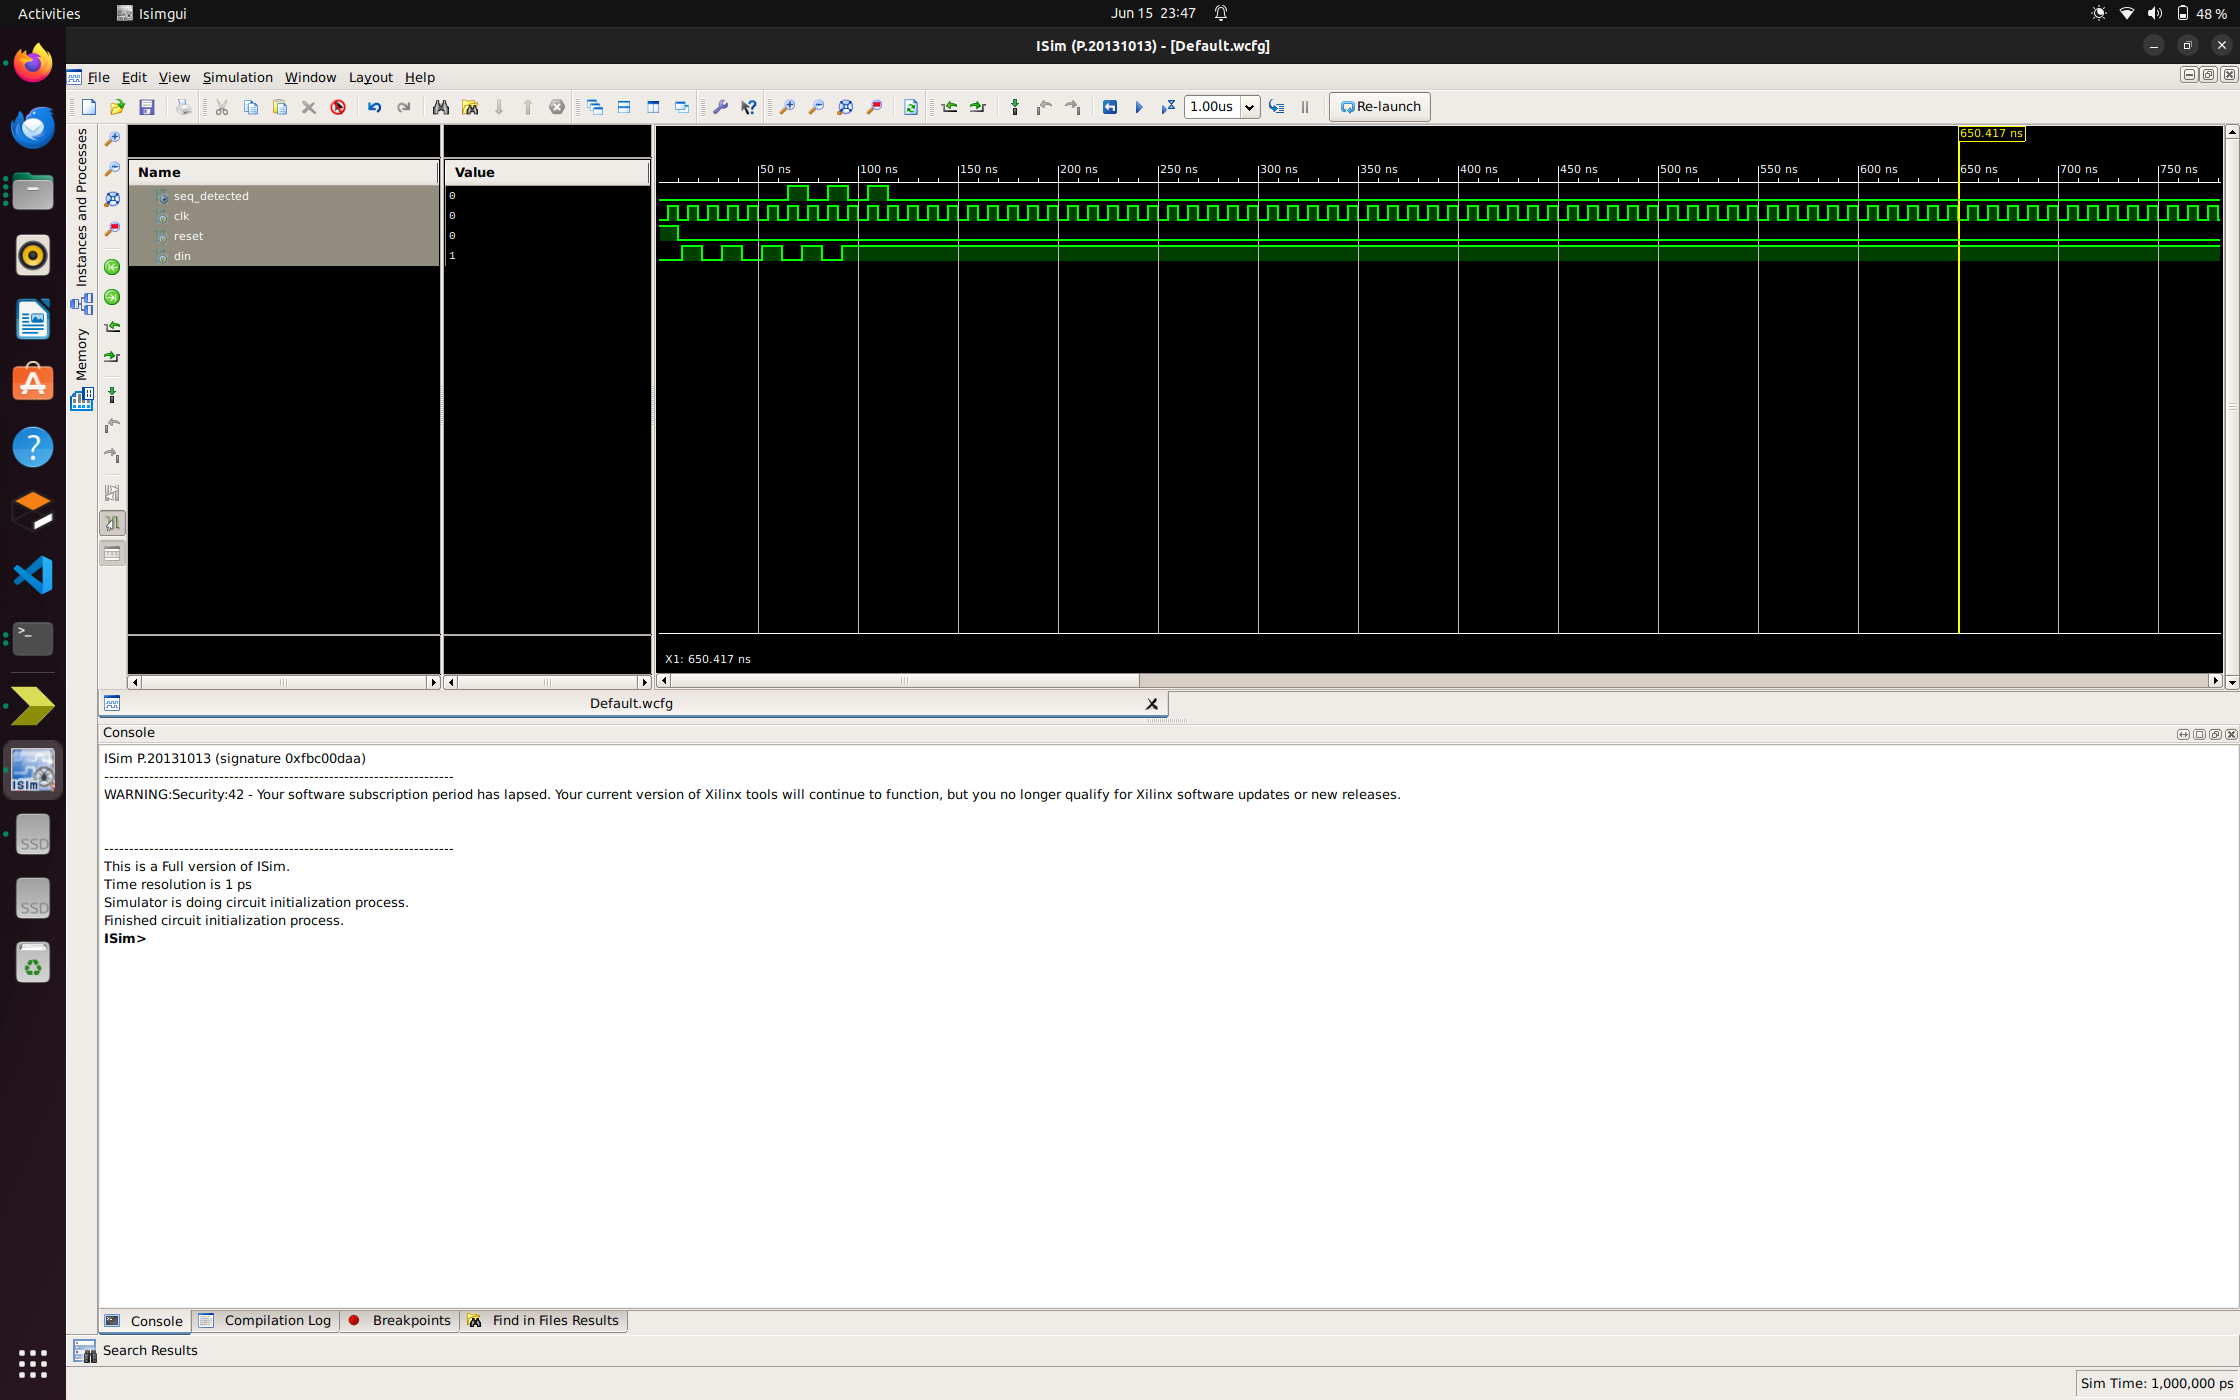 Activities
Isimgui
Jun 15 23:47
48 %
ISim (P.20131013) - [Default.wcfg]
File Edit View Simulation Window Layout Help
1.00us
Re-launch
Instances and Processes
Memory
Name
Value
seq_detected
0
clk
0
reset
0
din
1
650.417 ns
50 ns 100 ns 150 ns 200 ns 250 ns 300 ns 350 ns 400 ns 450 ns 500 ns 550 ns 600 ns 650 ns 700 ns 750 ns
X1: 650.417 ns
Default.wcfg
Console
ISim P.20131013 (signature 0xfbc00daa)
----------------------------------------------------------------------
WARNING:Security:42 - Your software subscription period has lapsed. Your current version of Xilinx tools will continue to function, but you no longer qualify for Xilinx software updates or new releases.
----------------------------------------------------------------------
This is a Full version of ISim.
Time resolution is 1 ps
Simulator is doing circuit initialization process.
Finished circuit initialization process.
ISim>
Console
Compilation Log
Breakpoints
Find in Files Results
Search Results
Sim Time: 1,000,000 ps
ISim
SSD
SSD